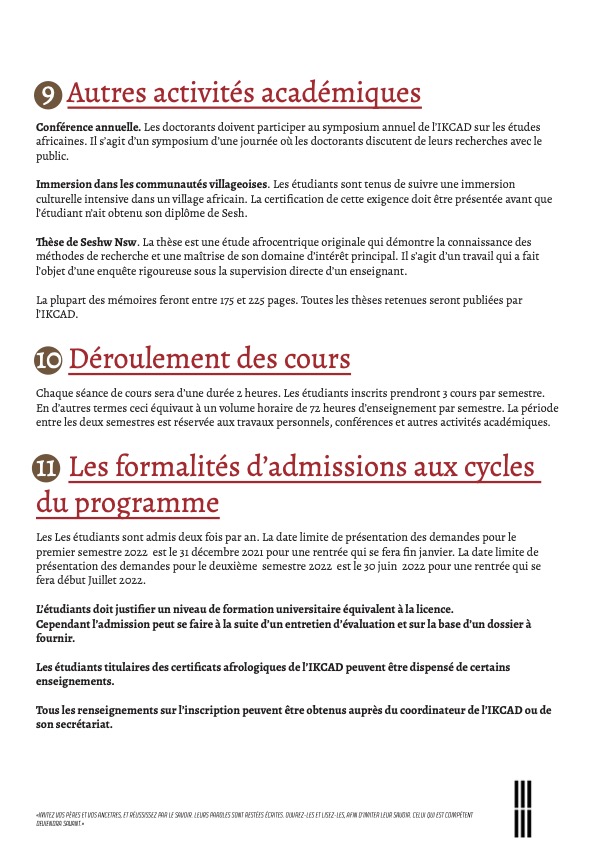 9 Autres activités académiques
Conférence annuelle. Les doctorants doivent participer au symposium annuel de l'IKCAD sur les études
africaines. Il s'agit d'un symposium d'une journée où les doctorants discutent de leurs recherches avec le
public.
Immersion dans les communautés villageoises. Les étudiants sont tenus de suivre une immersion
culturelle intensive dans un village africain. La certification de cette exigence doit être présentée avant que
l'étudiant n'ait obtenu son diplôme de Sesh.
Thèse de Seshw Nsw. La thèse est une étude afrocentrique originale qui démontre la connaissance des
méthodes de recherche et une maîtrise de son domaine d'intérêt principal. Il s'agit d'un travail qui a fait
l'objet d'une enquête rigoureuse sous la supervision directe d'un enseignant.
La plupart des mémoires feront entre 175 et 225 pages. Toutes les thèses retenues seront publiées par
l'IKCAD.
10 Déroulement des cours
Chaque séance de cours sera d'une durée 2 heures. Les étudiants inscrits prendront 3 cours par semestre.
En d'autres termes ceci équivaut à un volume horaire de 72 heures d'enseignement par semestre. La période
entre les deux semestres est réservée aux travaux personnels, conférences et autres activités académiques.
11 Les formalités d'admissions aux cycles
du programme
Les Les étudiants sont admis deux fois par an. La date limite de présentation des demandes pour le
premier semestre 2022 est le 31 décembre 2021 pour une rentrée qui se fera fin janvier. La date limite de
présentation des demandes pour le deuxième semestre 2022 est le 30 juin 2022 pour une rentrée qui se
fera début Juillet 2022.
L'étudiants doit justifier un niveau de formation universitaire équivalent à la licence.
Cependant l'admission peut se faire à la suite d'un entretien d'évaluation et sur la base d'un dossier à
fournir.
Les étudiants titulaires des certificats afrologiques de l'IKCAD peuvent être dispensé de certains
enseignements.
Tous les renseignements sur l'inscription peuvent être obtenus auprès du coordinateur de l'IKCAD ou de
son secrétariat.
«IMITEZ VOS PÈRES ET VOS ANCETRES, ET RÉUSSISSEZ PAR LE SAVOIR. LEURS PAROLES SONT RESTÉES ÉCRITES. OUVREZ-LES ET LISEZ-LES, AFIN D'IMITER LEUR SAVOIR. CELUI QUI EST COMPÉTENT
DEVIENDRA SAVANT.»